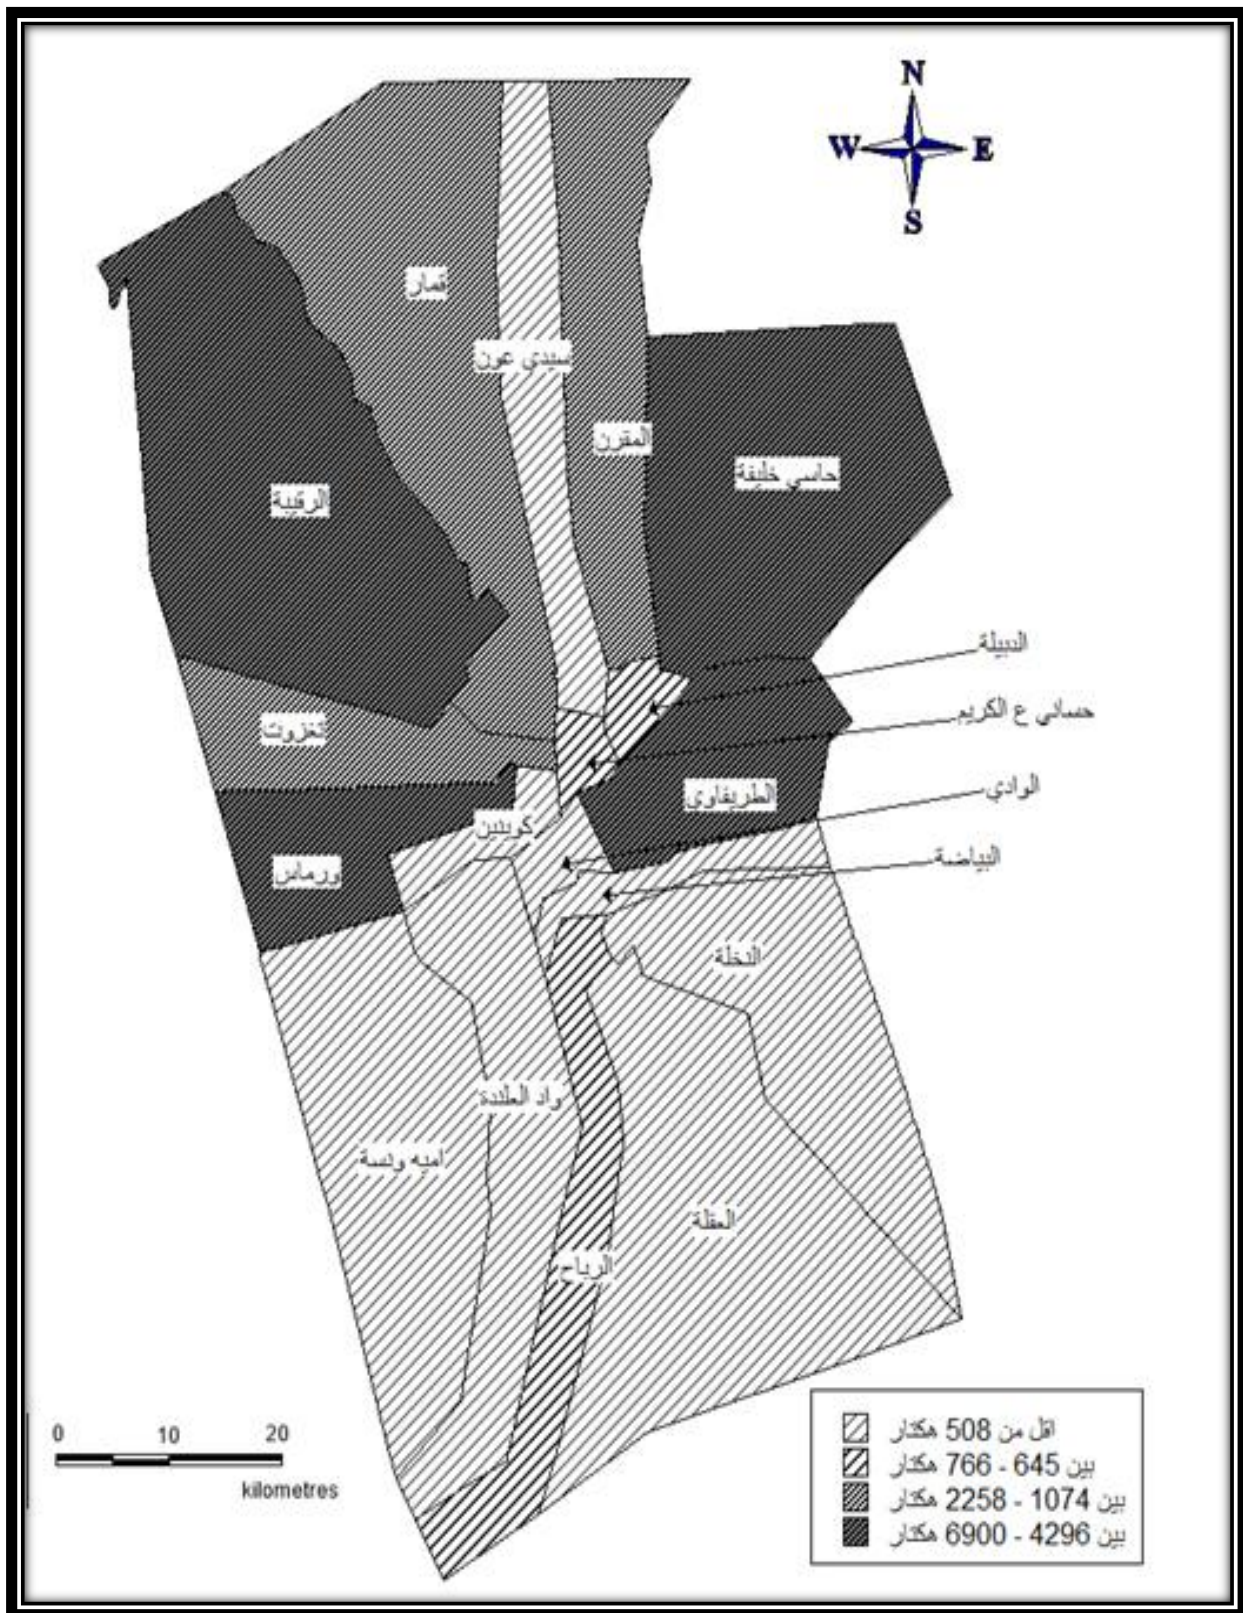 N
W E
S
قمار
سيدي عون
المقرن
حاسي خليفة
الرقيبة
الدبيلة
حساني ع الكريم
تغزوت
الوادي
الطريفاوي
كوينين
البياضة
ورماس
النخلة
واد العلندة
اميه ونسة
العقلة
الرباح
0 10 20
kilometres
اقل من 508 هكتار
بين 645 - 766 هكتار
بين 1074 - 2258 هكتار
بين 4296 - 6900 هكتار